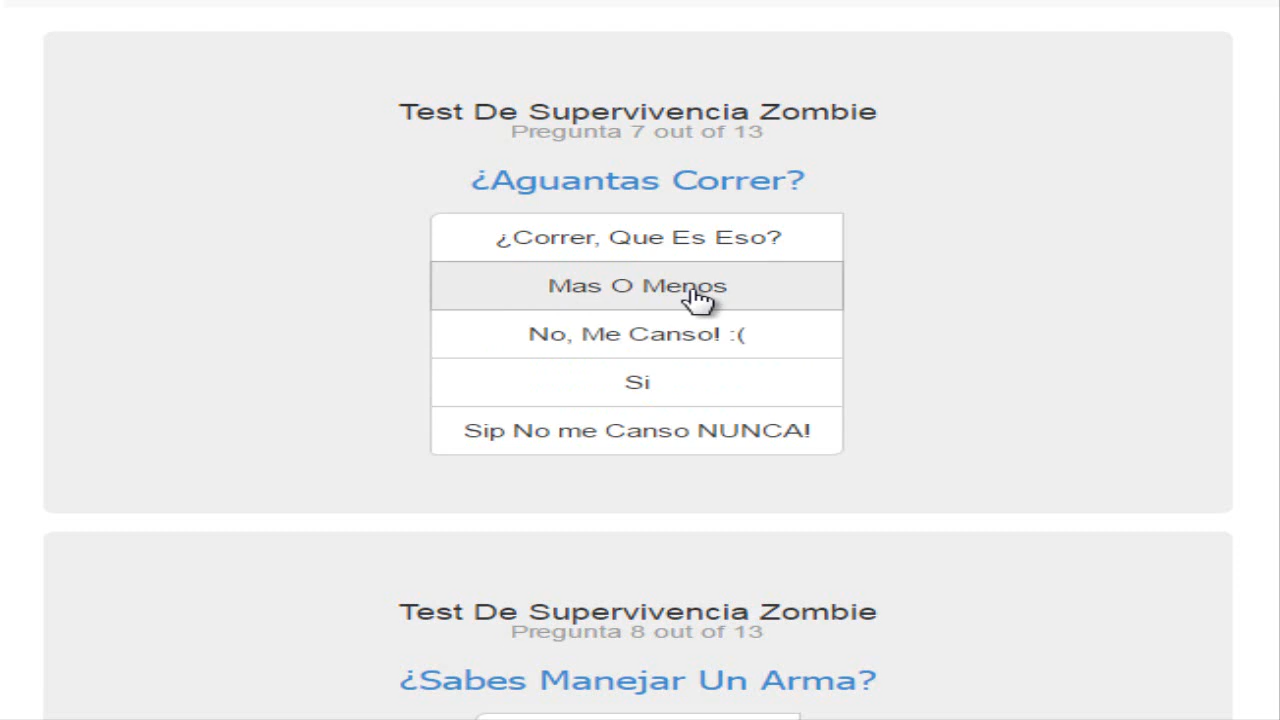 Test De Supervivencia Zombie
Pregunta 7 out of 13
¿Aguantas Correr?
¿Correr, Que Es Eso?
Mas O Menos
No, Me Canso! :(
Si
Sip No me Canso NUNCA!
Test De Supervivencia Zombie
Pregunta 8 out of 13
¿Sabes Manejar Un Arma?